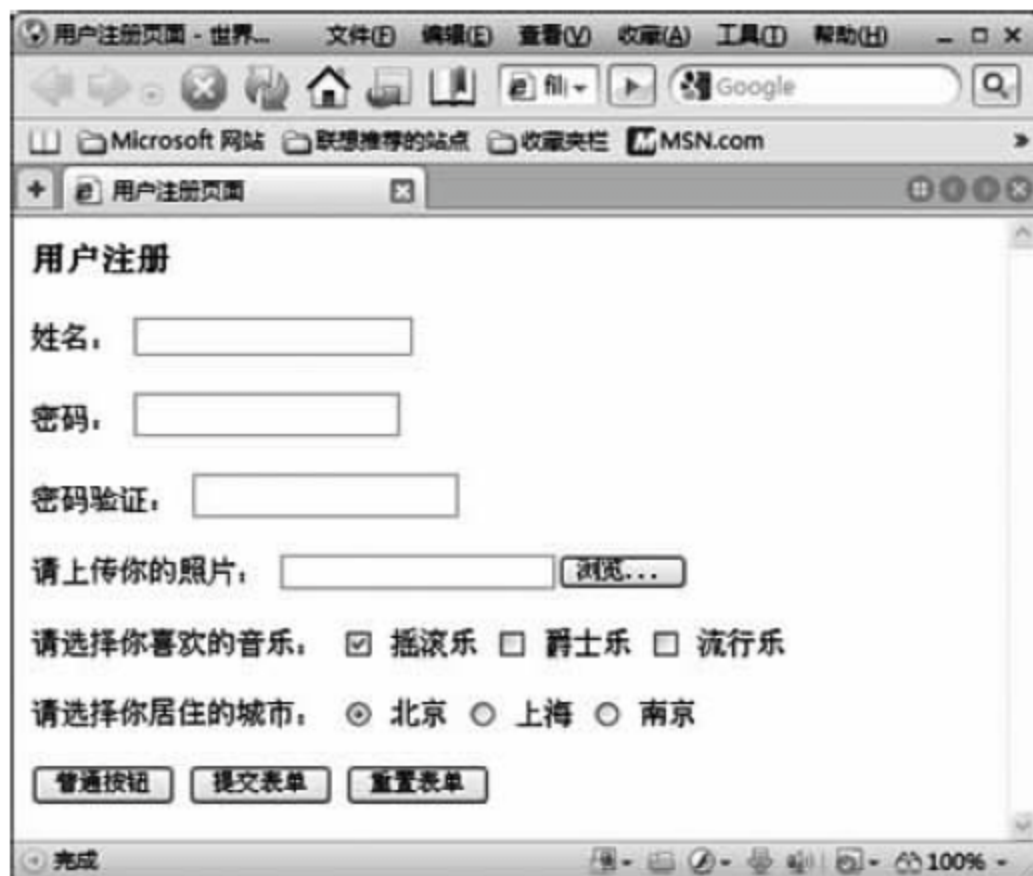 用户注册页面 - 世界... 文件(F) 编辑(E) 查看(V) 收藏(A) 工具(T) 帮助(H)
fil Google
Microsoft 网站 联想推荐的站点 收藏夹栏 MSN.com »
用户注册页面
用户注册
姓名：
密码：
密码验证：
请上传你的照片： 浏览...
请选择你喜欢的音乐： 摇滚乐 爵士乐 流行乐
请选择你居住的城市： 北京 上海 南京
普通按钮 提交表单 重置表单
完成 100%